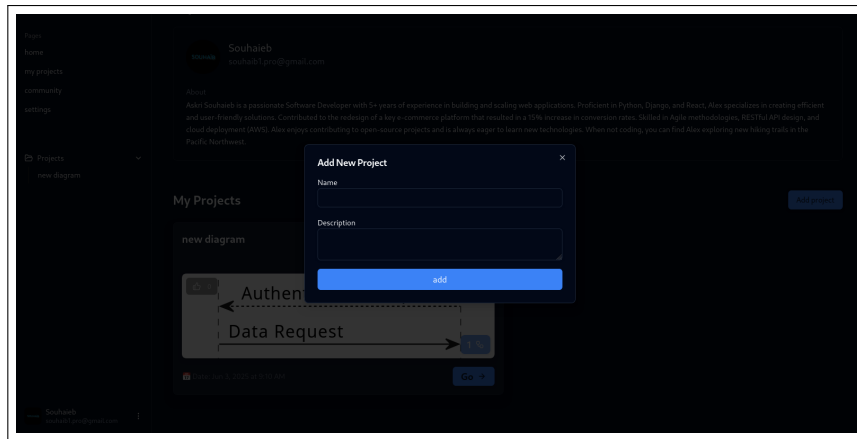 Pages
home
my projects
community
settings
Projects
new diagram
Souhaieb
souhaib1.pro@gmail.com
About:
Askri Souhaieb is a passionate Software Developer with 5+ years of experience in building and scaling web applications. Proficient in Python, Django, and React, Alex specializes in creating efficient
and user-friendly solutions. Contributed to the redesign of a key e-commerce platform that resulted in a 15% increase in conversion rates. Skilled in Agile methodologies, RESTful API design, and
cloud deployment (AWS). Alex enjoys contributing to open-source projects and is always eager to learn new technologies. When not coding, you can find Alex exploring new hiking trails in the
Pacific Northwest.
My Projects
Add project
new diagram
Authen
Data Request
1
Go →
Add New Project
Name
Description
add
Souhaieb
souhaib1.pro@gmail.com